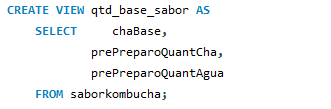 CREATE VIEW qtd_base_sabor AS
SELECT chaBase,
prePreparoQuantCha,
prePreparoQuantAgua
FROM saborkombucha;